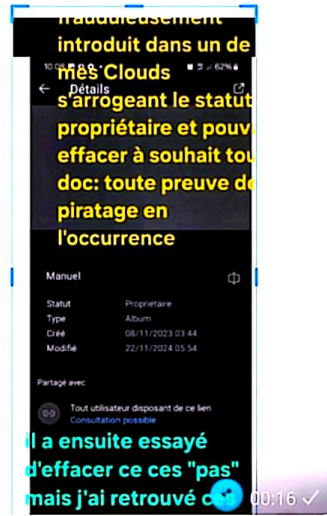 frauduleusement
introduit dans un de
mes Clouds
10:08 62%
← Détails
s'arrogeant le statut
propriétaire et pouv
effacer à souhait tou
doc: toute preuve de
piratage en
l'occurrence
Manuel
Statut Propriétaire
Type Album
Créé 08/11/2023 03:44
Modifié 22/11/2024 05:54
Partagé avec
Tout utilisateur disposant de ce lien
Consultation possible
il a ensuite essayé
d'effacer ce ces "pas"
mais j'ai retrouvé
00:16 ✓